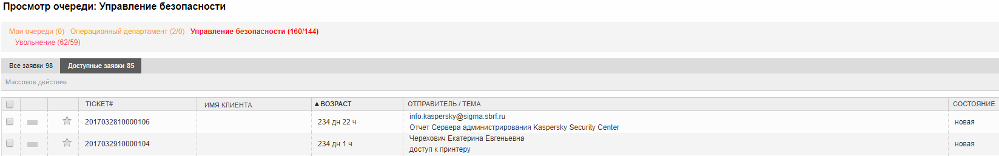 Просмотр очереди: Управление безопасности
Мои очереди (0) Операционный департамент (2/0) Управление безопасности (160/144)
Увольнение (62/59)
Все заявки 98 Доступные заявки 85
Массовое действие
TICKET# ИМЯ КЛИЕНТА ▲ВОЗРАСТ ОТПРАВИТЕЛЬ / ТЕМА СОСТОЯНИЕ
2017032810000106 234 дн 22 ч info.kaspersky@sigma.sbrf.ru новая
Отчет Сервера администрирования Kaspersky Security Center
2017032910000104 234 дн 1 ч Черехович Екатерина Евгеньевна новая
доступ к принтеру